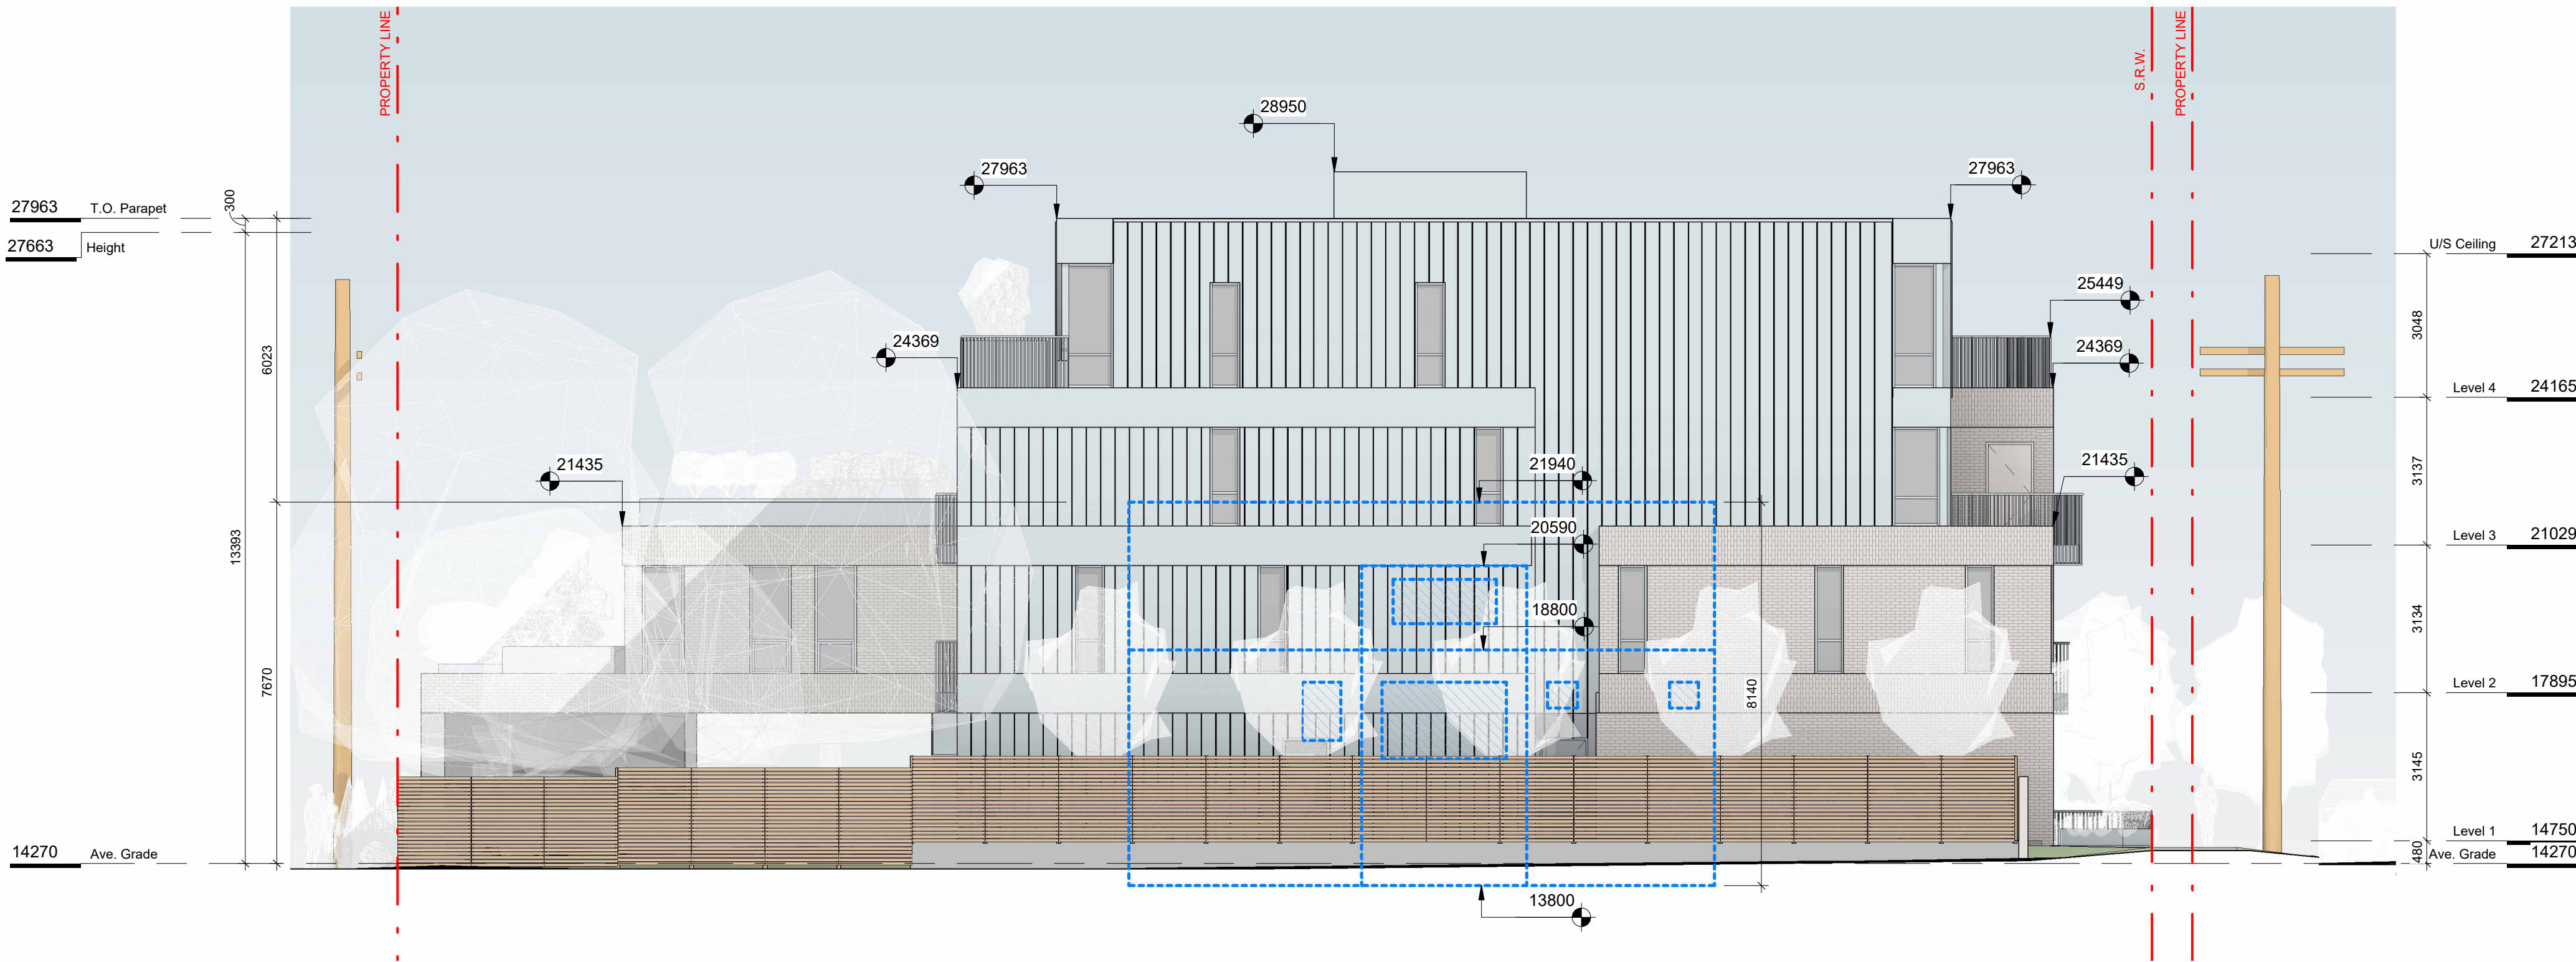 PROPERTY LINE
S.R.W.
PROPERTY LINE
28950
27963
27963
27963 T.O. Parapet
300
27663 Height
U/S Ceiling 27213
25449
3048
24369
24369
6023
Level 4 24165
21435
21940
21435
3137
20590
Level 3 21029
13393
18800
3134
7670
8140
Level 2 17895
3145
Level 1 14750
14270 Ave. Grade
480
Ave. Grade 14270
13800